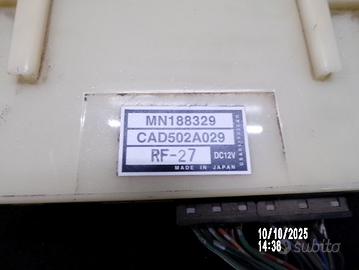 MN188329
CAD502A029
RF-27 DC12V
MADE IN JAPAN
10/10/2025
14:38
subito